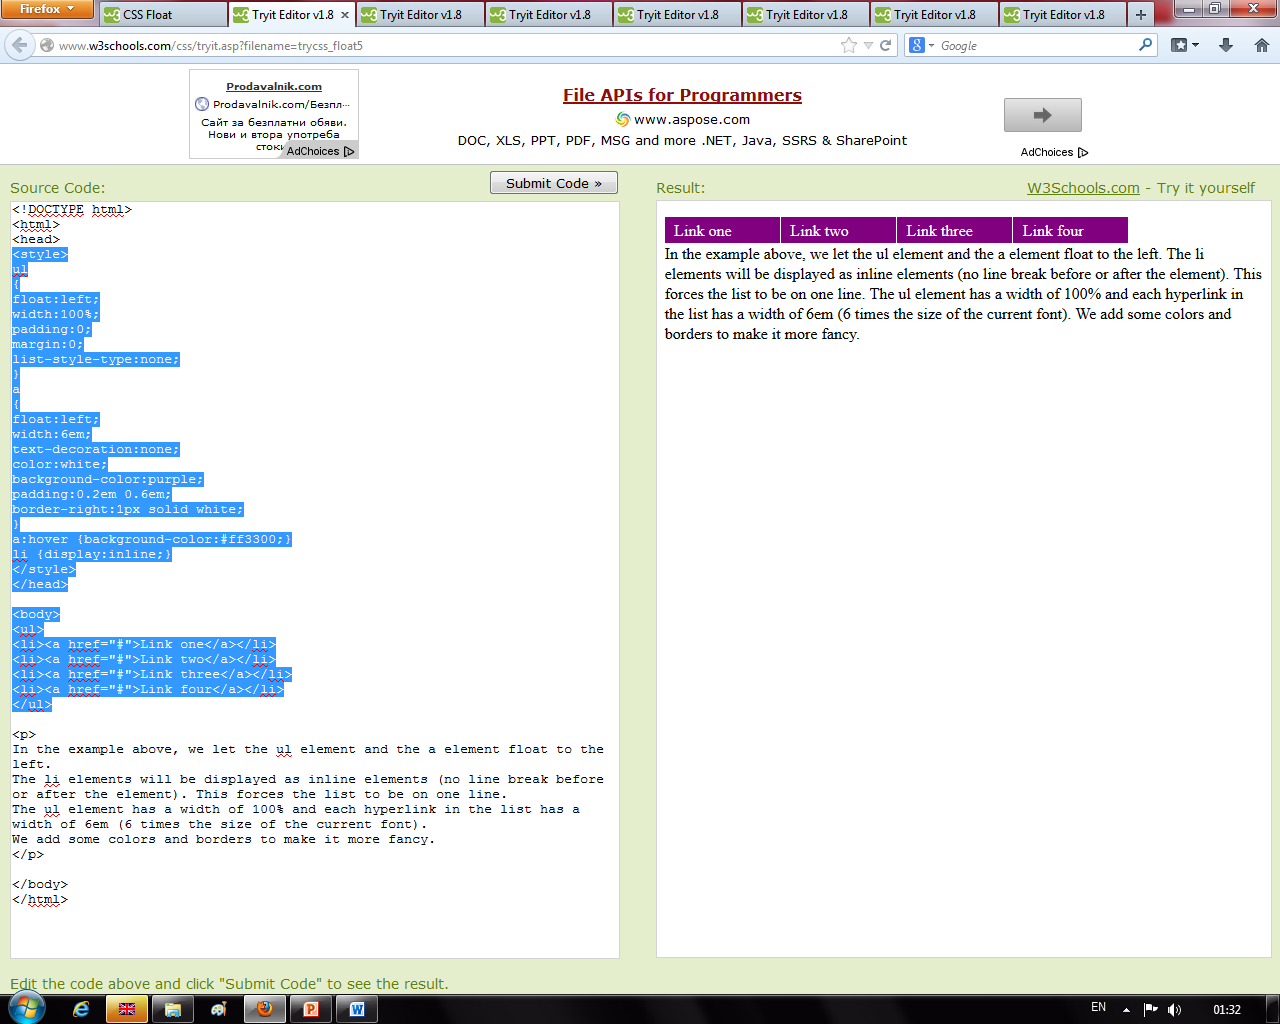 Firefox
CSS Float
Tryit Editor v1.8
Tryit Editor v1.8
Tryit Editor v1.8
Tryit Editor v1.8
Tryit Editor v1.8
Tryit Editor v1.8
Tryit Editor v1.8
www.w3schools.com/css/tryit.asp?filename=trycss_float5
Google
Prodavalnik.com
Prodavalnik.com/Безпл...
Сайт за безплатни обяви.
Нови и втора употреба
AdChoices
File APIs for Programmers
www.aspose.com
DOC, XLS, PPT, PDF, MSG and more .NET, Java, SSRS & SharePoint
AdChoices
Source Code:
Submit Code »
<!DOCTYPE html>
<html>
<head>
<style>
ul
{
float:left;
width:100%;
padding:0;
margin:0;
list-style-type:none;
}
a
{
float:left;
width:6em;
text-decoration:none;
color:white;
background-color:purple;
padding:0.2em 0.6em;
border-right:1px solid white;
}
a:hover {background-color:#ff3300;}
li {display:inline;}
</style>
</head>
<body>
<ul>
<li><a href="#">Link one</a></li>
<li><a href="#">Link two</a></li>
<li><a href="#">Link three</a></li>
<li><a href="#">Link four</a></li>
</ul>
<p>
In the example above, we let the ul element and the a element float to the
left.
The li elements will be displayed as inline elements (no line break before
or after the element). This forces the list to be on one line.
The ul element has a width of 100% and each hyperlink in the list has a
width of 6em (6 times the size of the current font).
We add some colors and borders to make it more fancy.
</p>
</body>
</html>
Result:
W3Schools.com - Try it yourself
Link one
Link two
Link three
Link four
In the example above, we let the ul element and the a element float to the left. The li
elements will be displayed as inline elements (no line break before or after the element). This
forces the list to be on one line. The ul element has a width of 100% and each hyperlink in
the list has a width of 6em (6 times the size of the current font). We add some colors and
borders to make it more fancy.
Edit the code above and click "Submit Code" to see the result.
EN
01:32